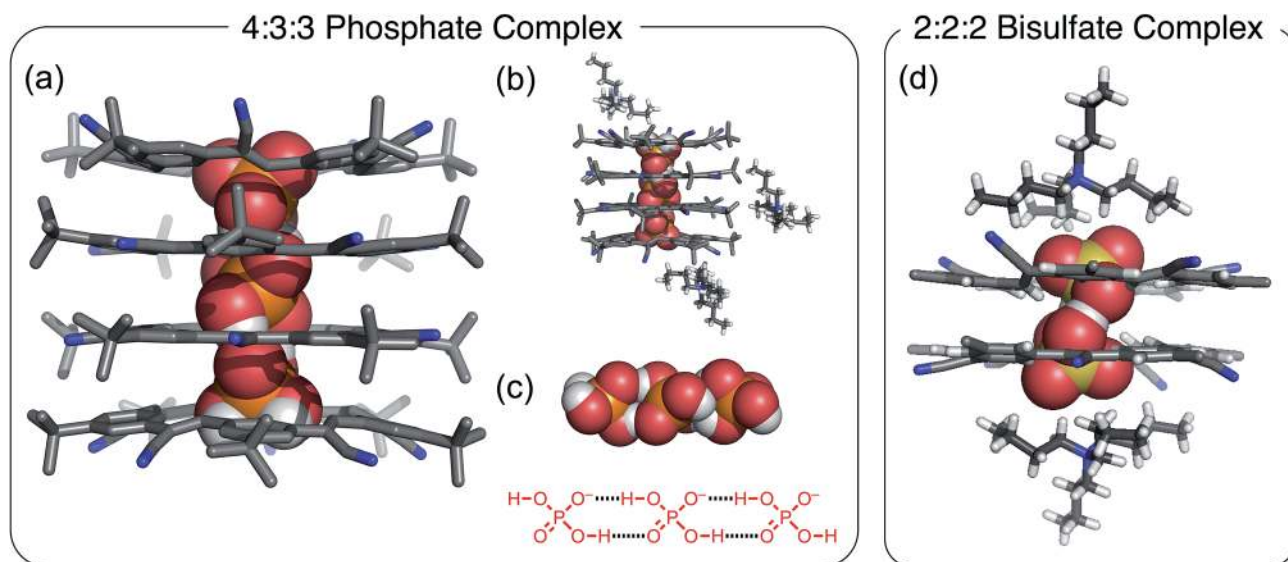 4:3:3 Phosphate Complex
2:2:2 Bisulfate Complex
(a)
(b)
(c)
(d)
H–O O⁻ H–O O⁻ H–O O⁻
P P P
O O–H O O–H O O–H